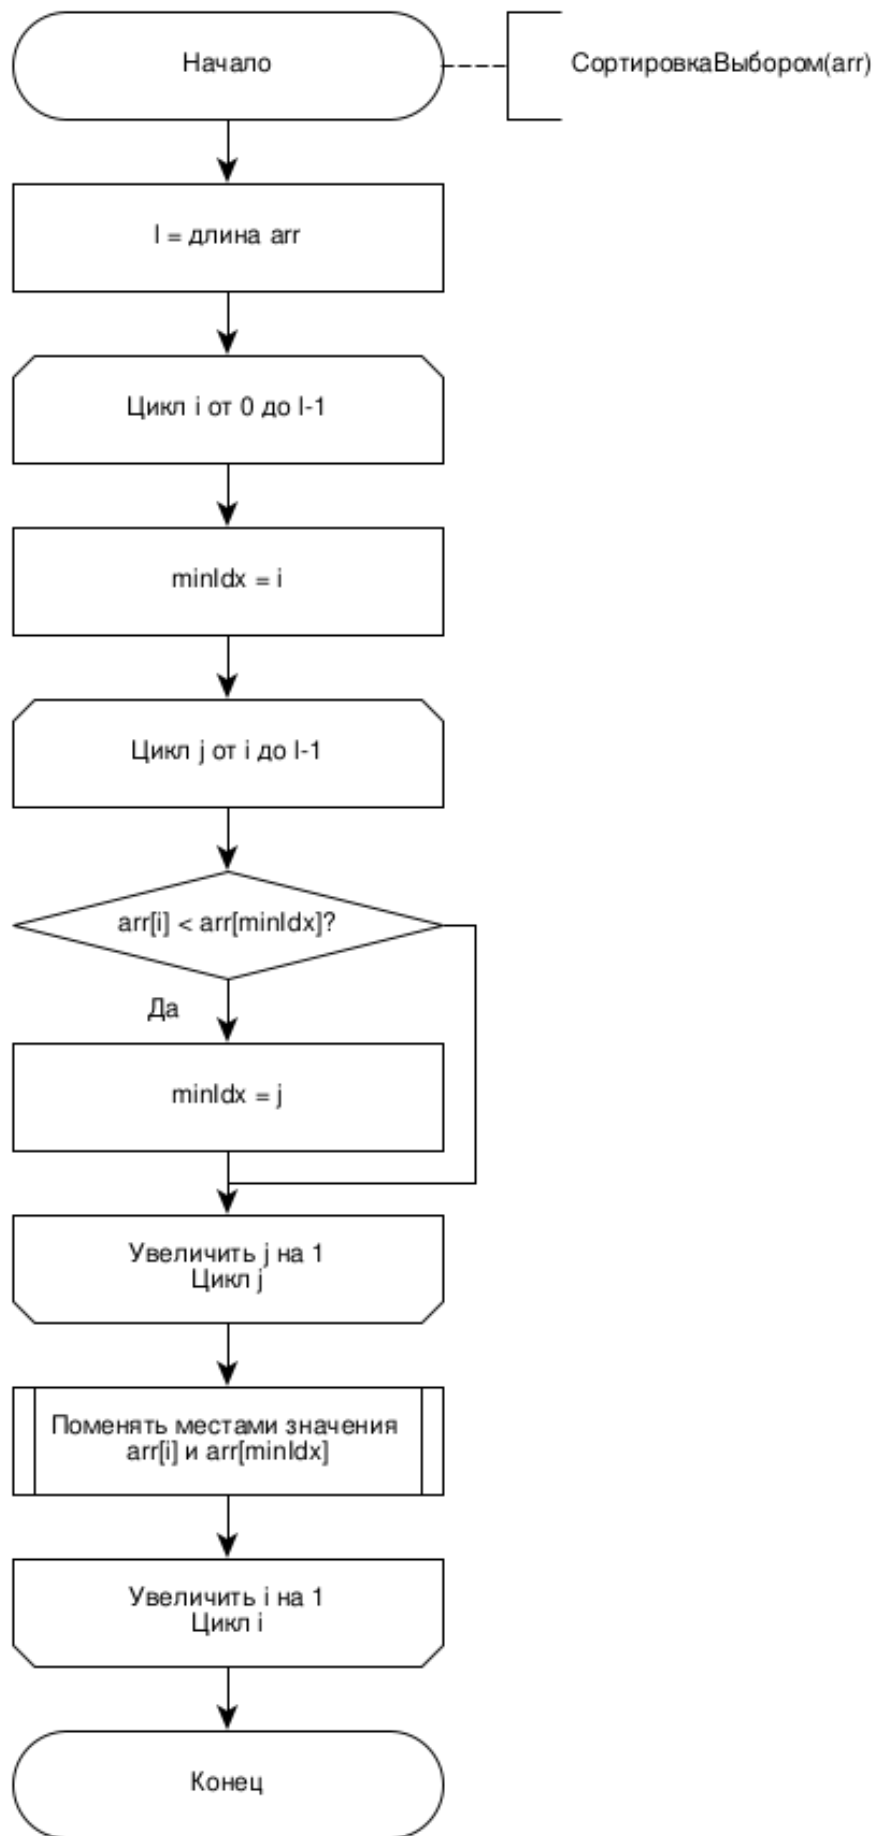 Начало
СортировкаВыбором(arr)
l = длина arr
Цикл i от 0 до l-1
minIdx = i
Цикл j от i до l-1
arr[i] < arr[minIdx]?
Да
minIdx = j
Увеличить j на 1
Цикл j
Поменять местами значения
arr[i] и arr[minIdx]
Увеличить i на 1
Цикл i
Конец